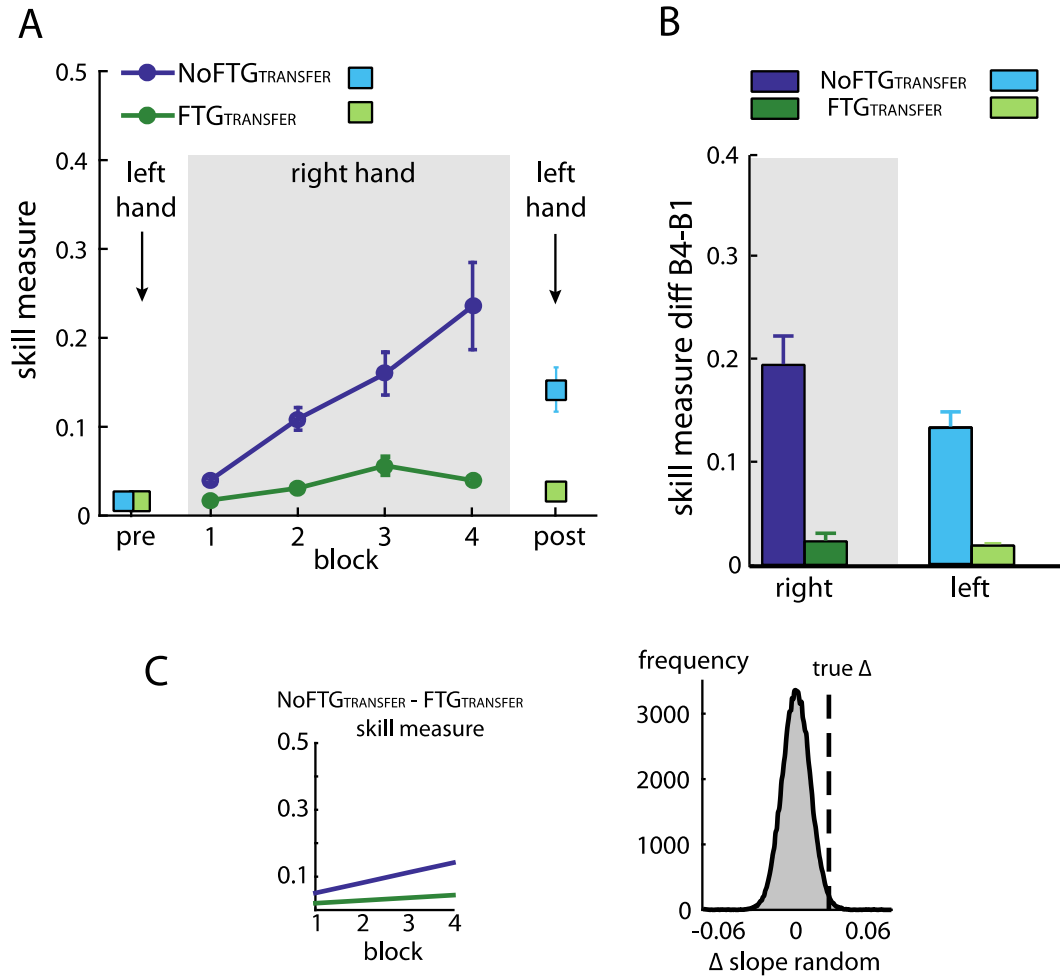 A
NoFTGTRANSFER
FTGTRANSFER
0.5
0.4
0.3
0.2
0.1
0
skill measure
left
hand
right hand
left
hand
pre
1
2
3
4
post
block
B
NoFTGTRANSFER
FTGTRANSFER
0.4
0.3
0.2
0.1
0
skill measure diff B4-B1
right
left
C
NoFTGTRANSFER - FTGTRANSFER
skill measure
0.5
0.3
0.1
1
2
3
4
block
frequency
true Δ
3000
2000
1000
0
-0.06
0
0.06
Δ slope random